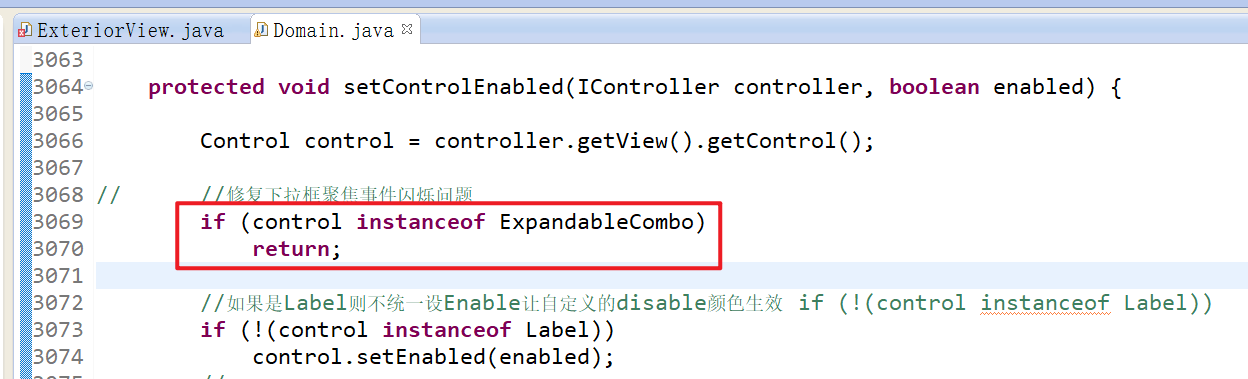 ExteriorView.java Domain.java
3063
3064 protected void setControlEnabled(IController controller, boolean enabled) {
3065
3066 Control control = controller.getView().getControl();
3067
3068 // //修复下拉框聚焦事件闪烁问题
3069 if (control instanceof ExpandableCombo)
3070 return;
3071
3072 //如果是Label则不统一设Enable让自定义的disable颜色生效 if (!(control instanceof Label))
3073 if (!(control instanceof Label))
3074 control.setEnabled(enabled);